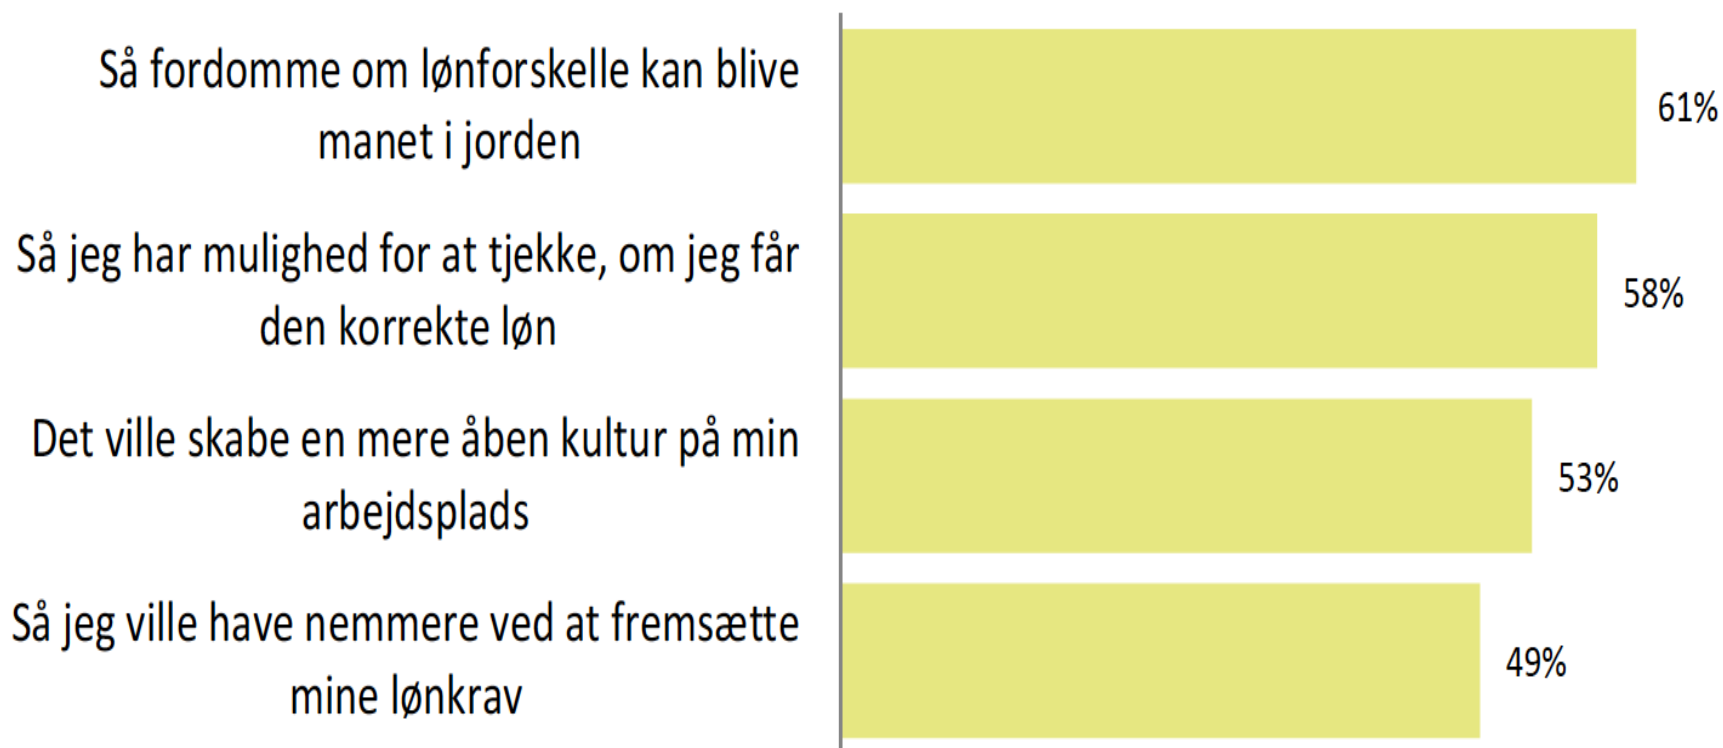 Så fordomme om lønforskelle kan blive
manet i jorden
61%
Så jeg har mulighed for at tjekke, om jeg får
den korrekte løn
58%
Det ville skabe en mere åben kultur på min
arbejdsplads
53%
Så jeg ville have nemmere ved at fremsætte
mine lønkrav
49%